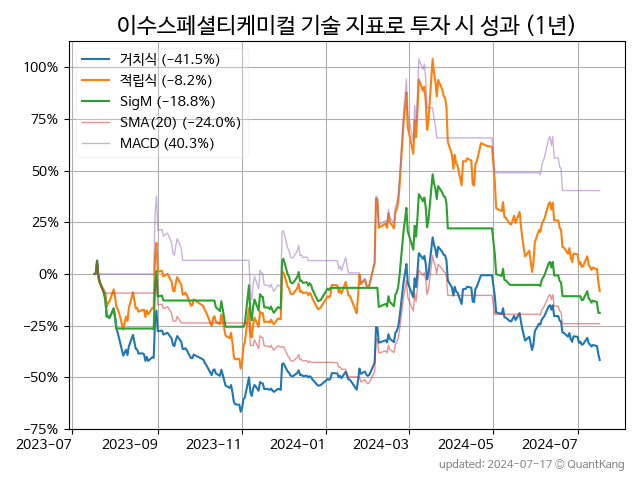 이수스페셜티케미컬 기술 지표로 투자 시 성과 (1년)
거치식 (-41.5%)
적립식 (-8.2%)
SigM (-18.8%)
SMA(20) (-24.0%)
MACD (40.3%)
100%
75%
50%
25%
0%
−25%
−50%
−75%
2023-07 2023-09 2023-11 2024-01 2024-03 2024-05 2024-07
updated: 2024-07-17 © QuantKang